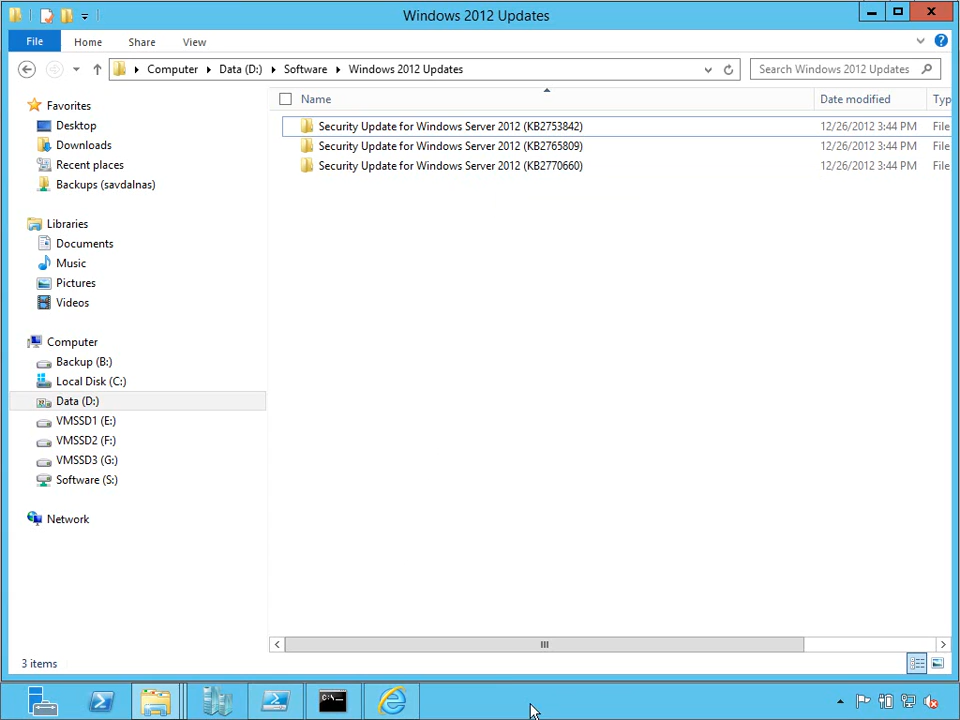 Windows 2012 Updates
File Home Share View
Computer Data (D:) Software Windows 2012 Updates
Search Windows 2012 Updates
Name Date modified Typ
Favorites
Desktop
Downloads
Recent places
Backups (savdalnas)
Libraries
Documents
Music
Pictures
Videos
Computer
Backup (B:)
Local Disk (C:)
Data (D:)
VMSSD1 (E:)
VMSSD2 (F:)
VMSSD3 (G:)
Software (S:)
Network
Security Update for Windows Server 2012 (KB2753842) 12/26/2012 3:44 PM File
Security Update for Windows Server 2012 (KB2765809) 12/26/2012 3:44 PM File
Security Update for Windows Server 2012 (KB2770660) 12/26/2012 3:44 PM File
3 items
C:\